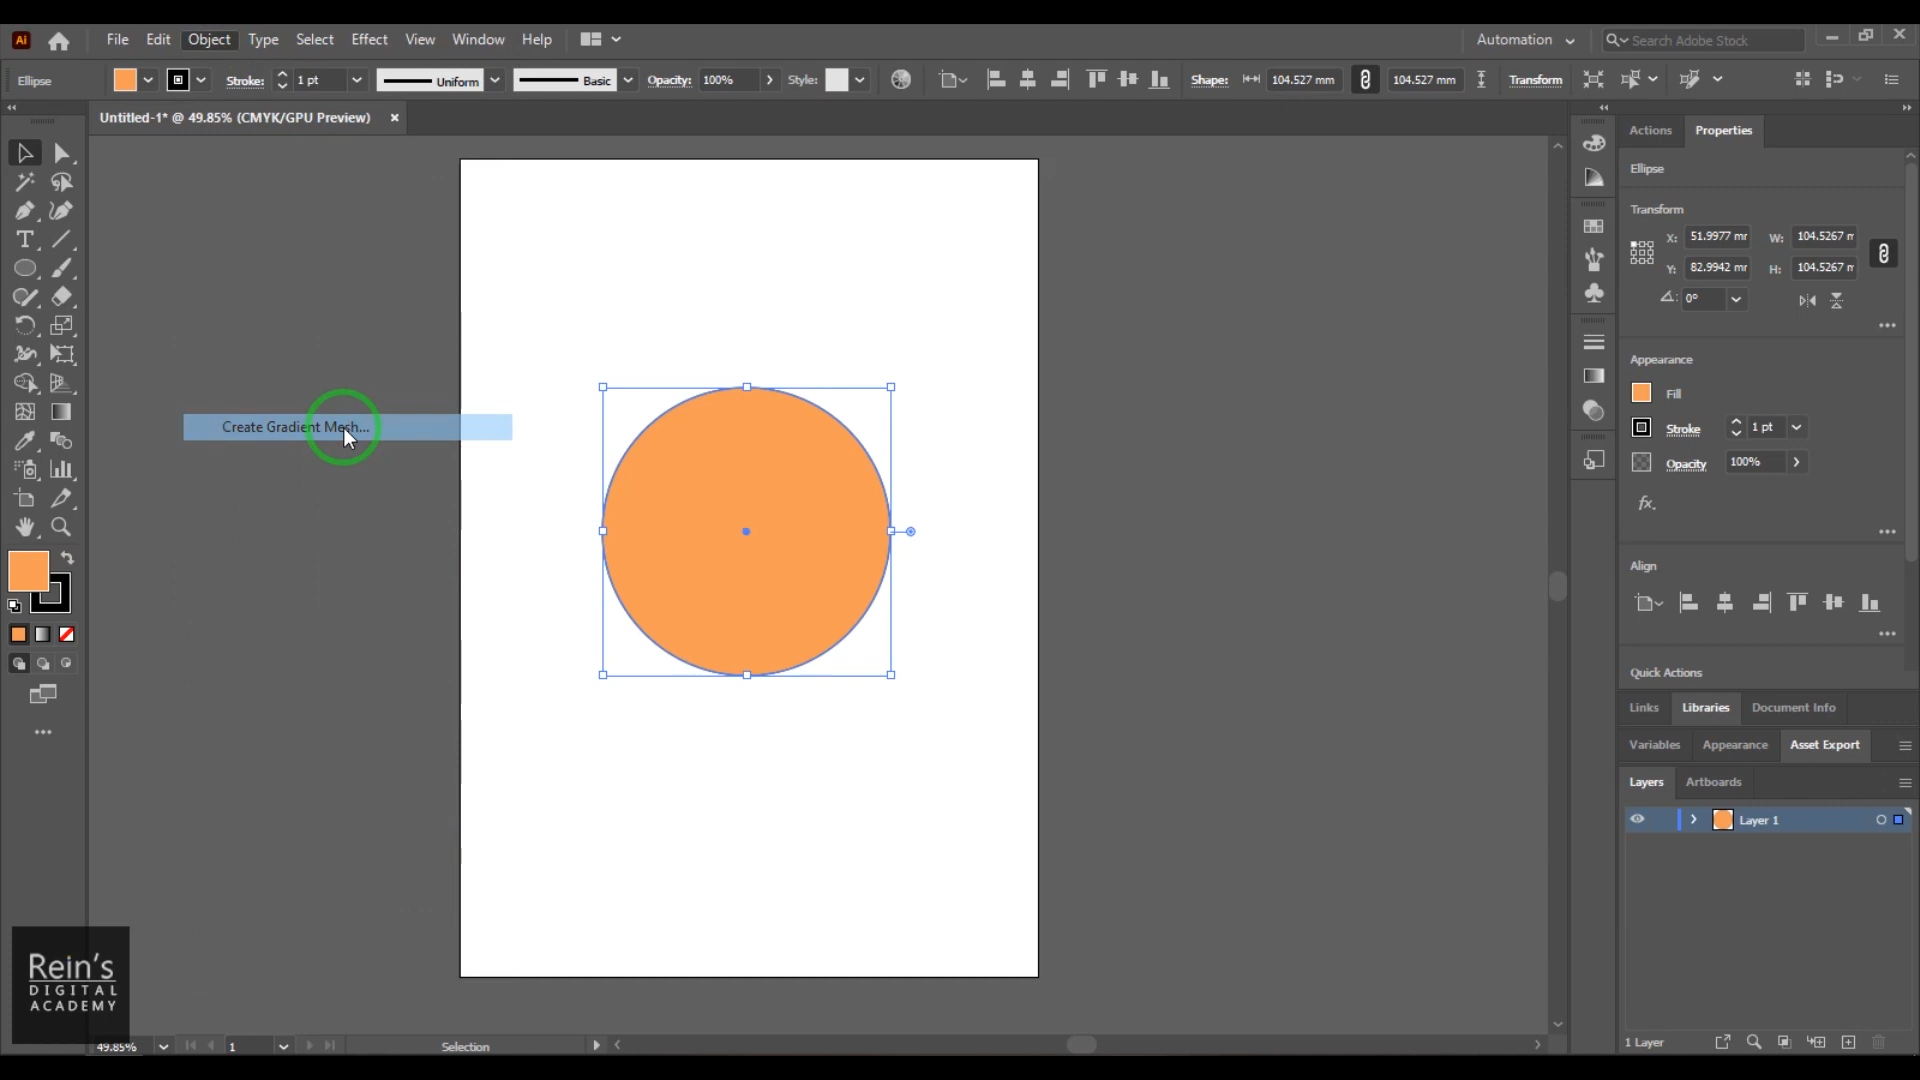 Ai File Edit Object Type Select Effect View Window Help Automation Search Adobe Stock
Ellipse Stroke: 1 pt Uniform Basic Opacity: 100% Style: Shape: 104.527 mm 104.527 mm Transform
Untitled-1* @ 49.85% (CMYK/GPU Preview)
Actions Properties
Ellipse
Transform
X: 51.9977 mr W: 104.5267 r
Y: 82.9942 mr H: 104.5267 r
0°
Appearance
Fill
Stroke 1 pt
Opacity 100%
fx.
Align
Quick Actions
Links Libraries Document Info
Variables Appearance Asset Export
Layers Artboards
Layer 1
1 Layer
Create Gradient Mesh...
Rein's
DIGITAL
ACADEMY
49.85% 1 Selection